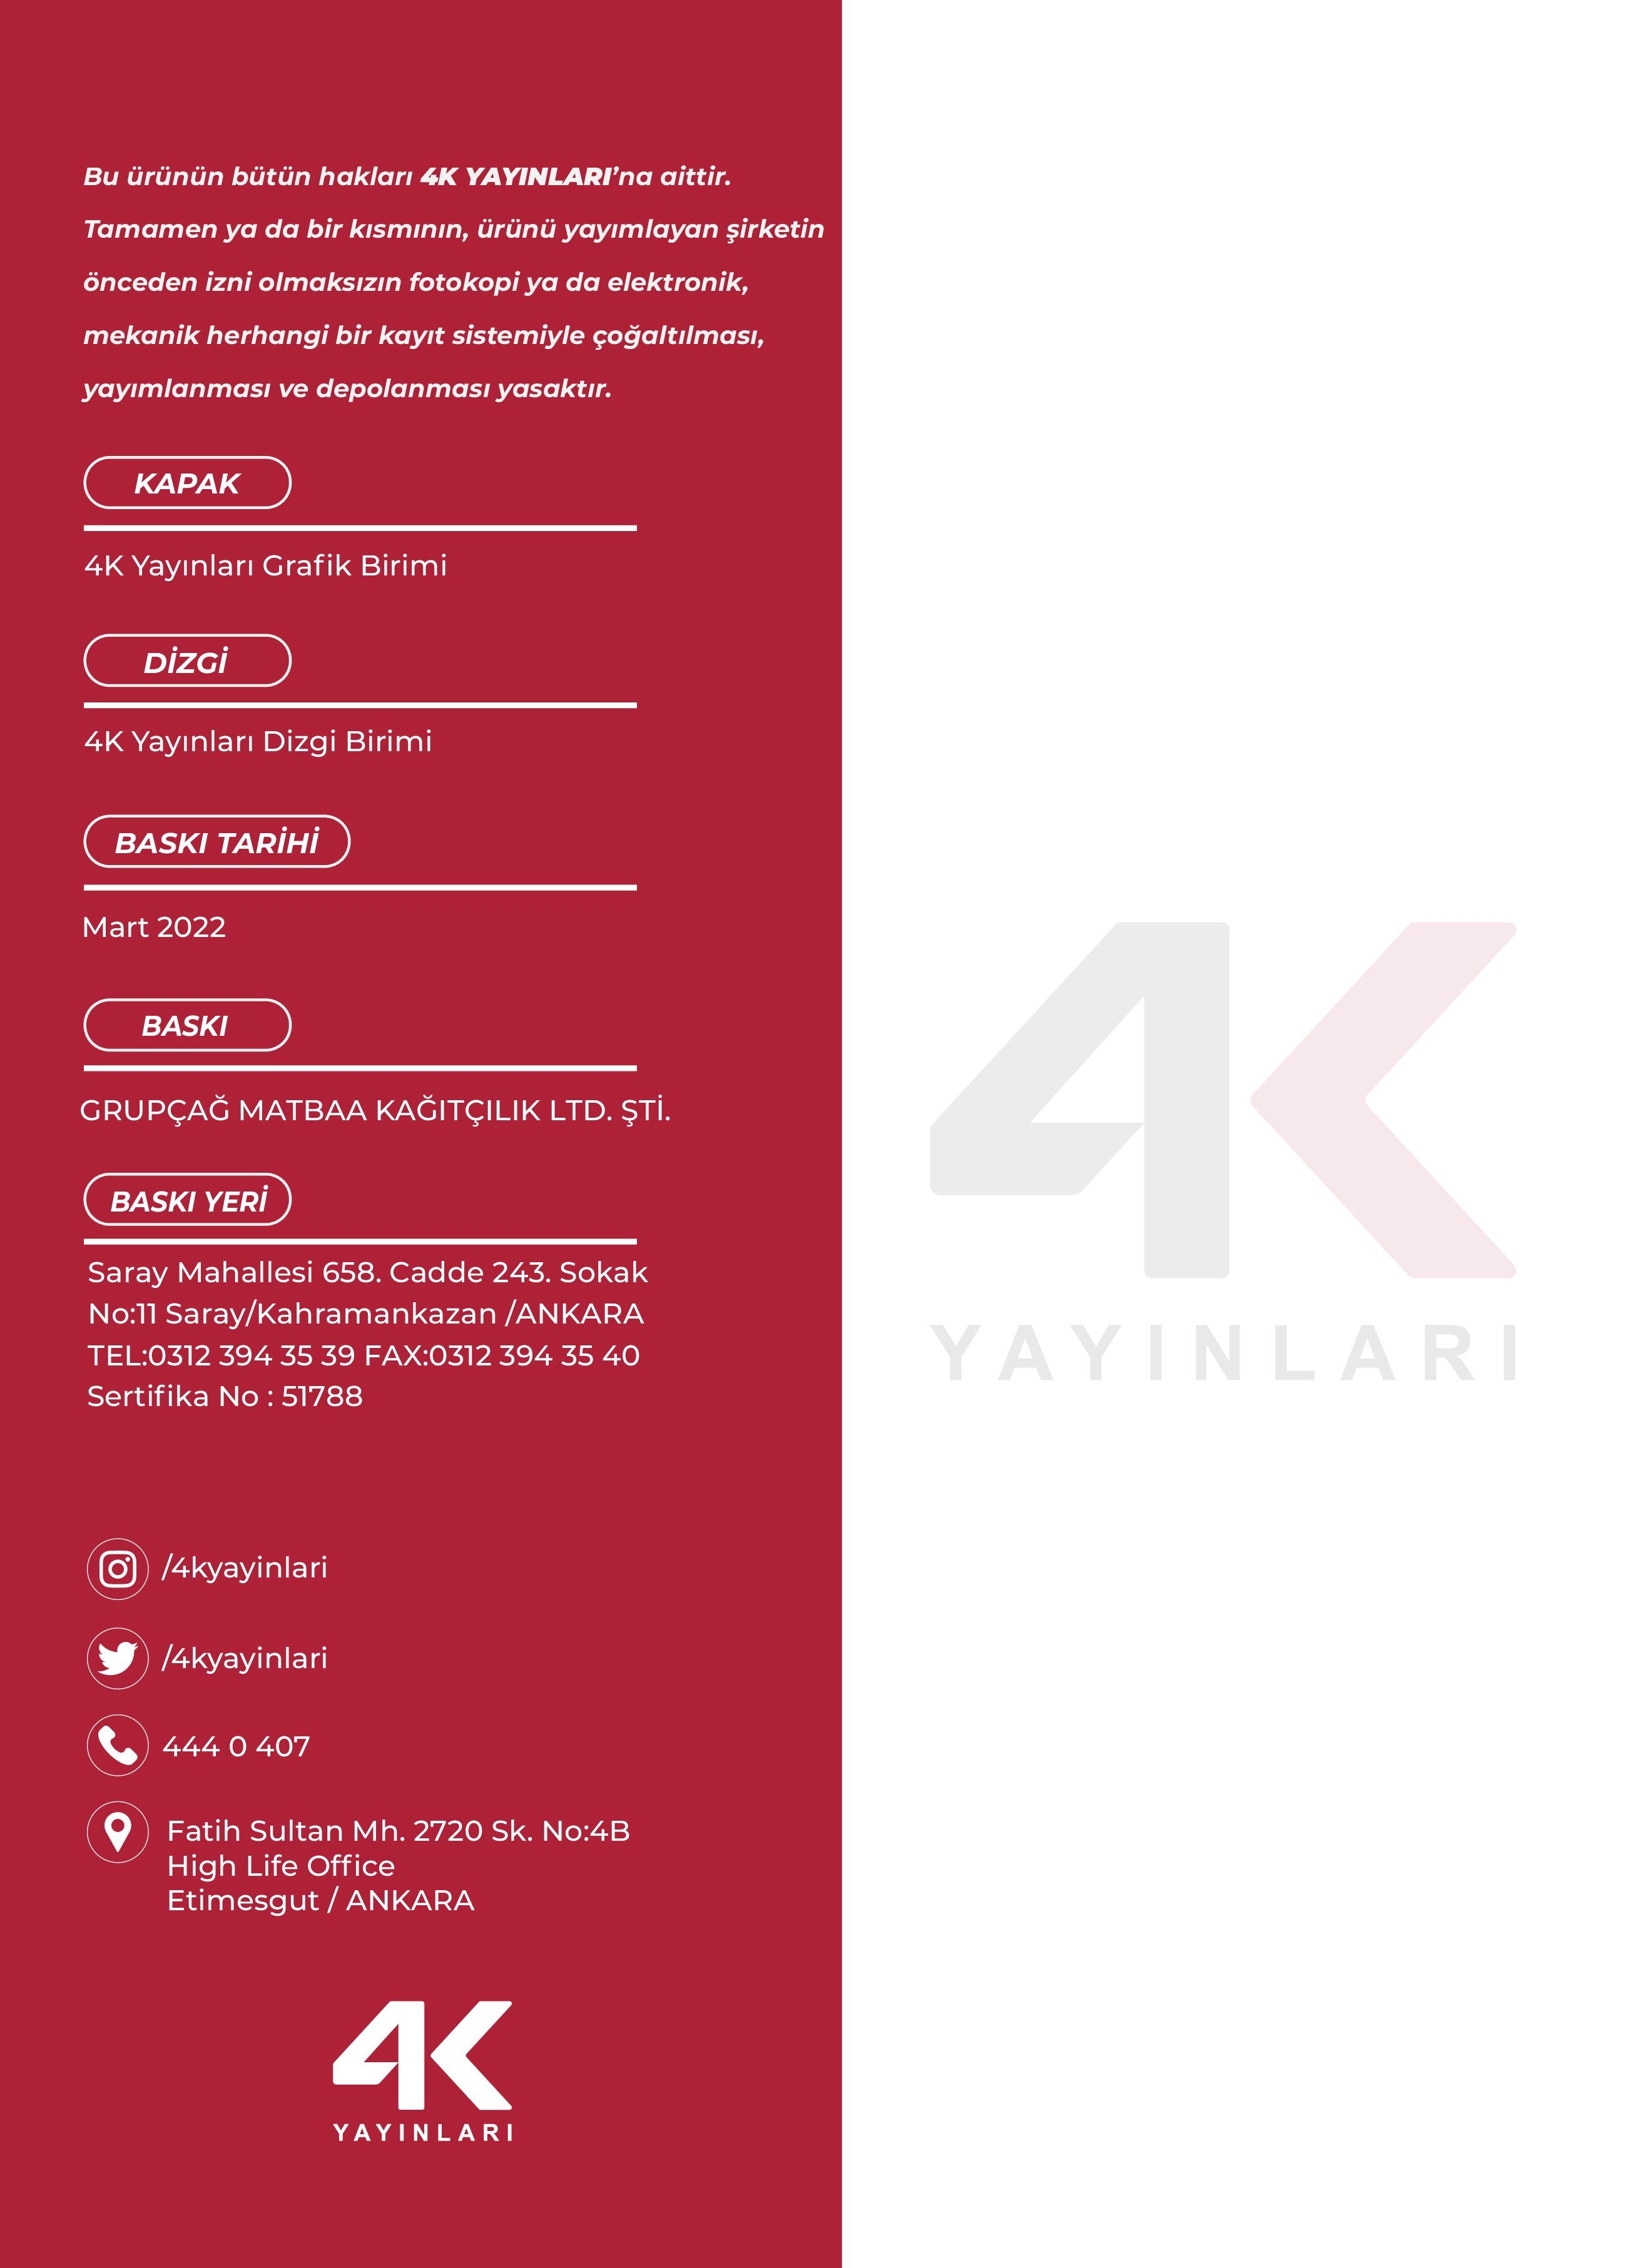 Bu ürünün bütün hakları 4K YAYINLARI’na aittir.
Tamamen ya da bir kısmının, ürünü yayımlayan şirketin
önceden izni olmaksızın fotokopi ya da elektronik,
mekanik herhangi bir kayıt sistemiyle çoğaltılması,
yayımlanması ve depolanması yasaktır.
KAPAK
4K Yayınları Grafik Birimi
DİZGİ
4K Yayınları Dizgi Birimi
BASKI TARİHİ
Mart 2022
BASKI
GRUPÇAĞ MATBAA KAĞITÇILIK LTD. ŞTİ.
BASKI YERİ
Saray Mahallesi 658. Cadde 243. Sokak
No:11 Saray/Kahramankazan /ANKARA
TEL:0312 394 35 39 FAX:0312 394 35 40
Sertifika No : 51788
/4kyayinlari
/4kyayinlari
444 0 407
Fatih Sultan Mh. 2720 Sk. No:4B
High Life Office
Etimesgut / ANKARA
4K
YAYINLARI
4K
YAYINLARI